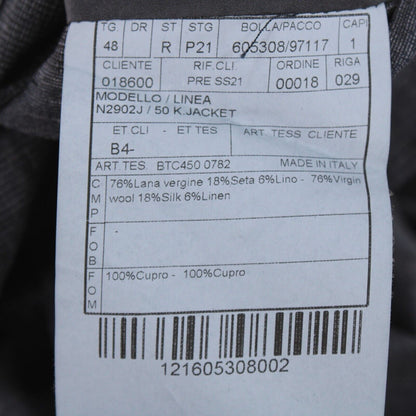 TG DR ST STG BOLLA/PACCO CAPI
48 R P21 605308/97117 1
CLIENTE RIF.CLI. ORDINE RIGA
018600 PRE SS21 00018 029
MODELLO / LINEA
N2902J / 50 K.JACKET
ET CLI - ET TES ART. TESS CLIENTE
B4-
ART.TES. BTC450 0782 MADE IN ITALY
CMP 76%Lana vergine 18%Seta 6%Lino - 76%Virgin
wool 18%Silk 6%Linen
FOB -
FOM 100%Cupro - 100%Cupro
121605308002